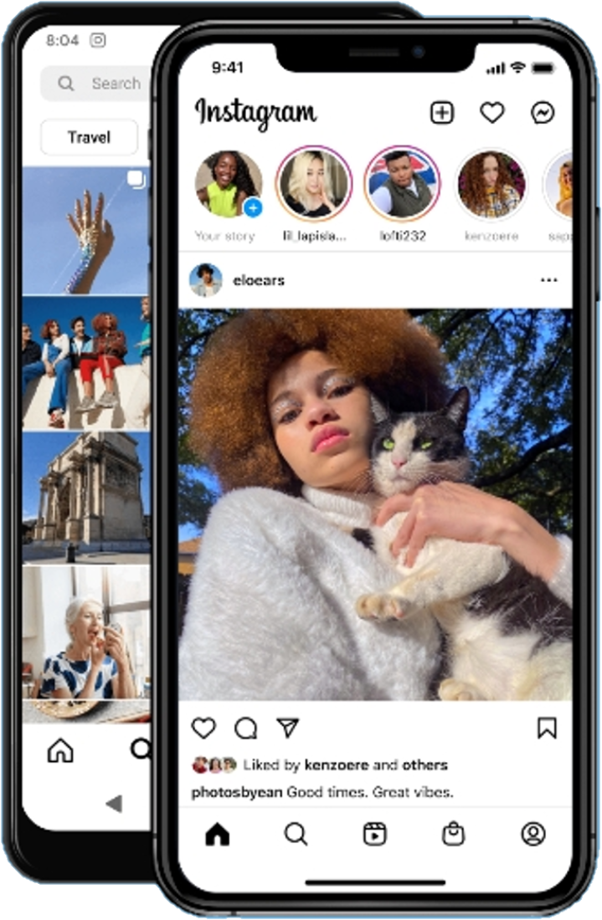 8:04
Search
Travel
9:41
Instagram
Your story lil_lapisla... lofti232 kenzoere sapp
eloears
Liked by kenzoere and others
photosbyean Good times. Great vibes.